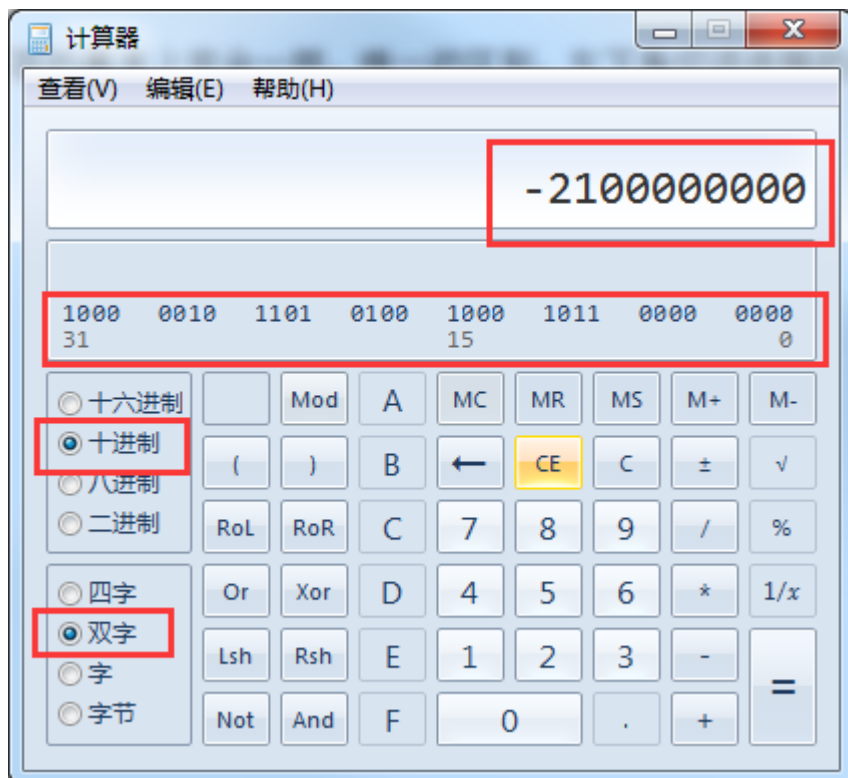 计算器
查看(V) 编辑(E) 帮助(H)
-2100000000
1000 0010 1101 0100 1000 1011 0000 0000
31 15 0
十六进制 Mod A MC MR MS M+ M-
十进制 ( ) B ← CE C ± √
八进制
二进制 RoL RoR C 7 8 9 / %
四字 Or Xor D 4 5 6 * 1/x
双字 Lsh Rsh E 1 2 3 - =
字
字节 Not And F 0 . +